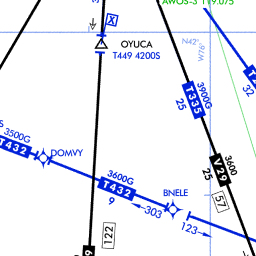 AWOS-3 119.075
X
OYUCA
T449 4200S
N42°
W76°
32
3900G
T335
25
3500G
T432
DOMVY
3600G
T432
9
3600
V29
25
57
BNELE
303
123
122